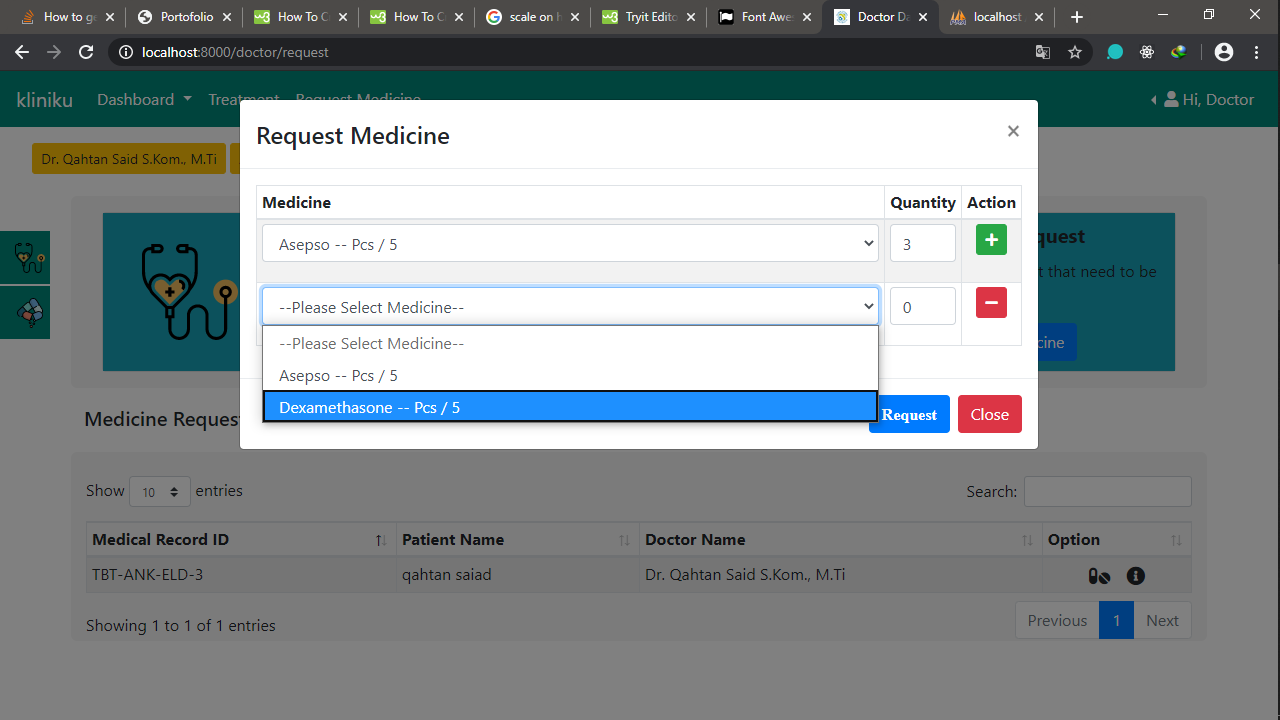 How to ge
Portofolio
How To C
How To C
scale on h
Tryit Edito
Font Awes
Doctor Da
localhost
localhost:8000/doctor/request
kliniku Dashboard Treatment Request Medicine Hi, Doctor
Dr. Qahtan Said S.Kom., M.Ti
Request Medicine ×
Medicine Quantity Action
Asepso -- Pcs / 5 3 +
--Please Select Medicine-- 0 −
--Please Select Medicine--
Asepso -- Pcs / 5
Dexamethasone -- Pcs / 5
Request Close
quest
t that need to be
cine
Medicine Reques
Show 10 entries Search:
Medical Record ID Patient Name Doctor Name Option
TBT-ANK-ELD-3 qahtan saiad Dr. Qahtan Said S.Kom., M.Ti
Showing 1 to 1 of 1 entries Previous 1 Next